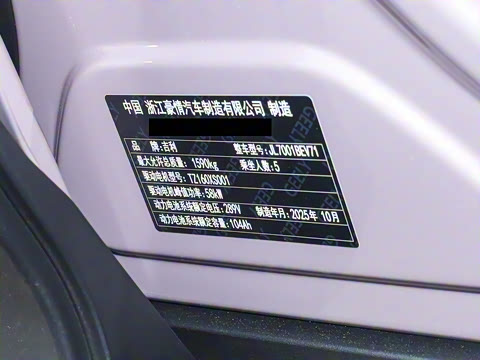 中国 浙江豪情汽车制造有限公司 制造
品 牌:吉利 整车型号:JL7001BEV71
最大允许总质量: 1590kg 乘坐人数:5
驱动电机型号:TZ160XS001
驱动电机峰值功率:58kW
动力电池系统额定电压:289V 制造年月:2025年 10月
动力电池系统额定容量:104Ah